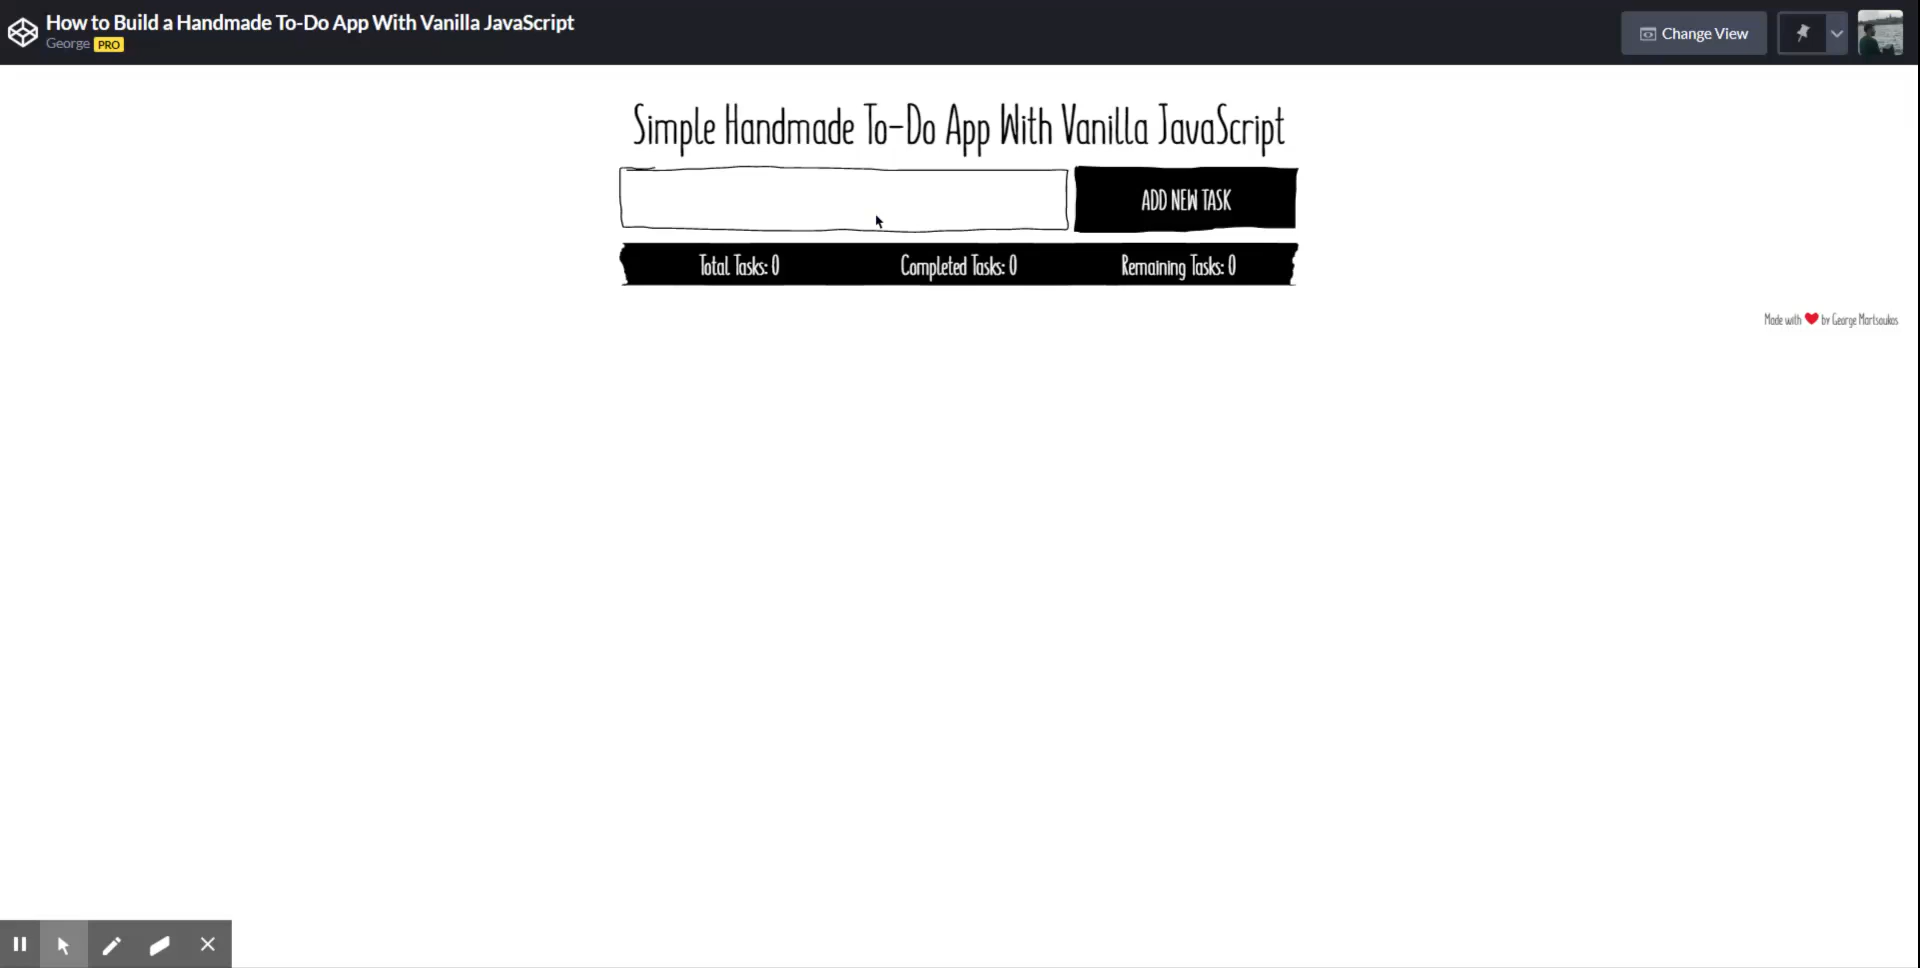 How to Build a Handmade To-Do App With Vanilla JavaScript
George PRO
Change View
Simple Handmade To-Do App With Vanilla JavaScript
ADD NEW TASK
Total Tasks: 0 Completed Tasks: 0 Remaining Tasks: 0
Made with ❤ by George Martsoukos